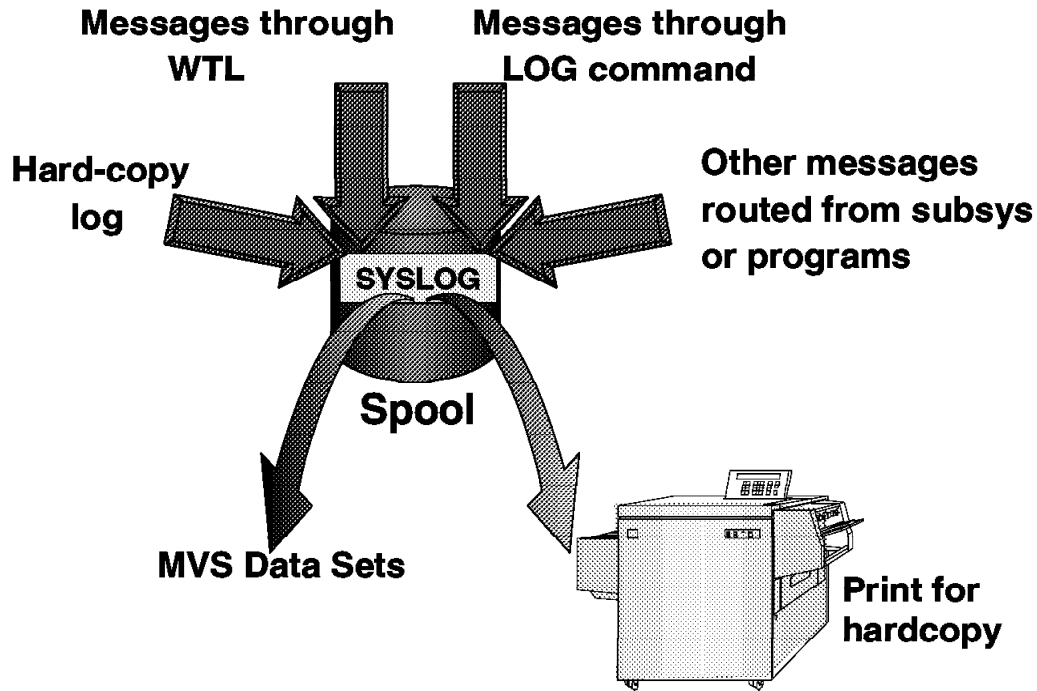 Messages through
WTL
Messages through
LOG command
Hard-copy
log
Other messages
routed from subsys
or programs
SYSLOG
Spool
MVS Data Sets
Print for
hardcopy